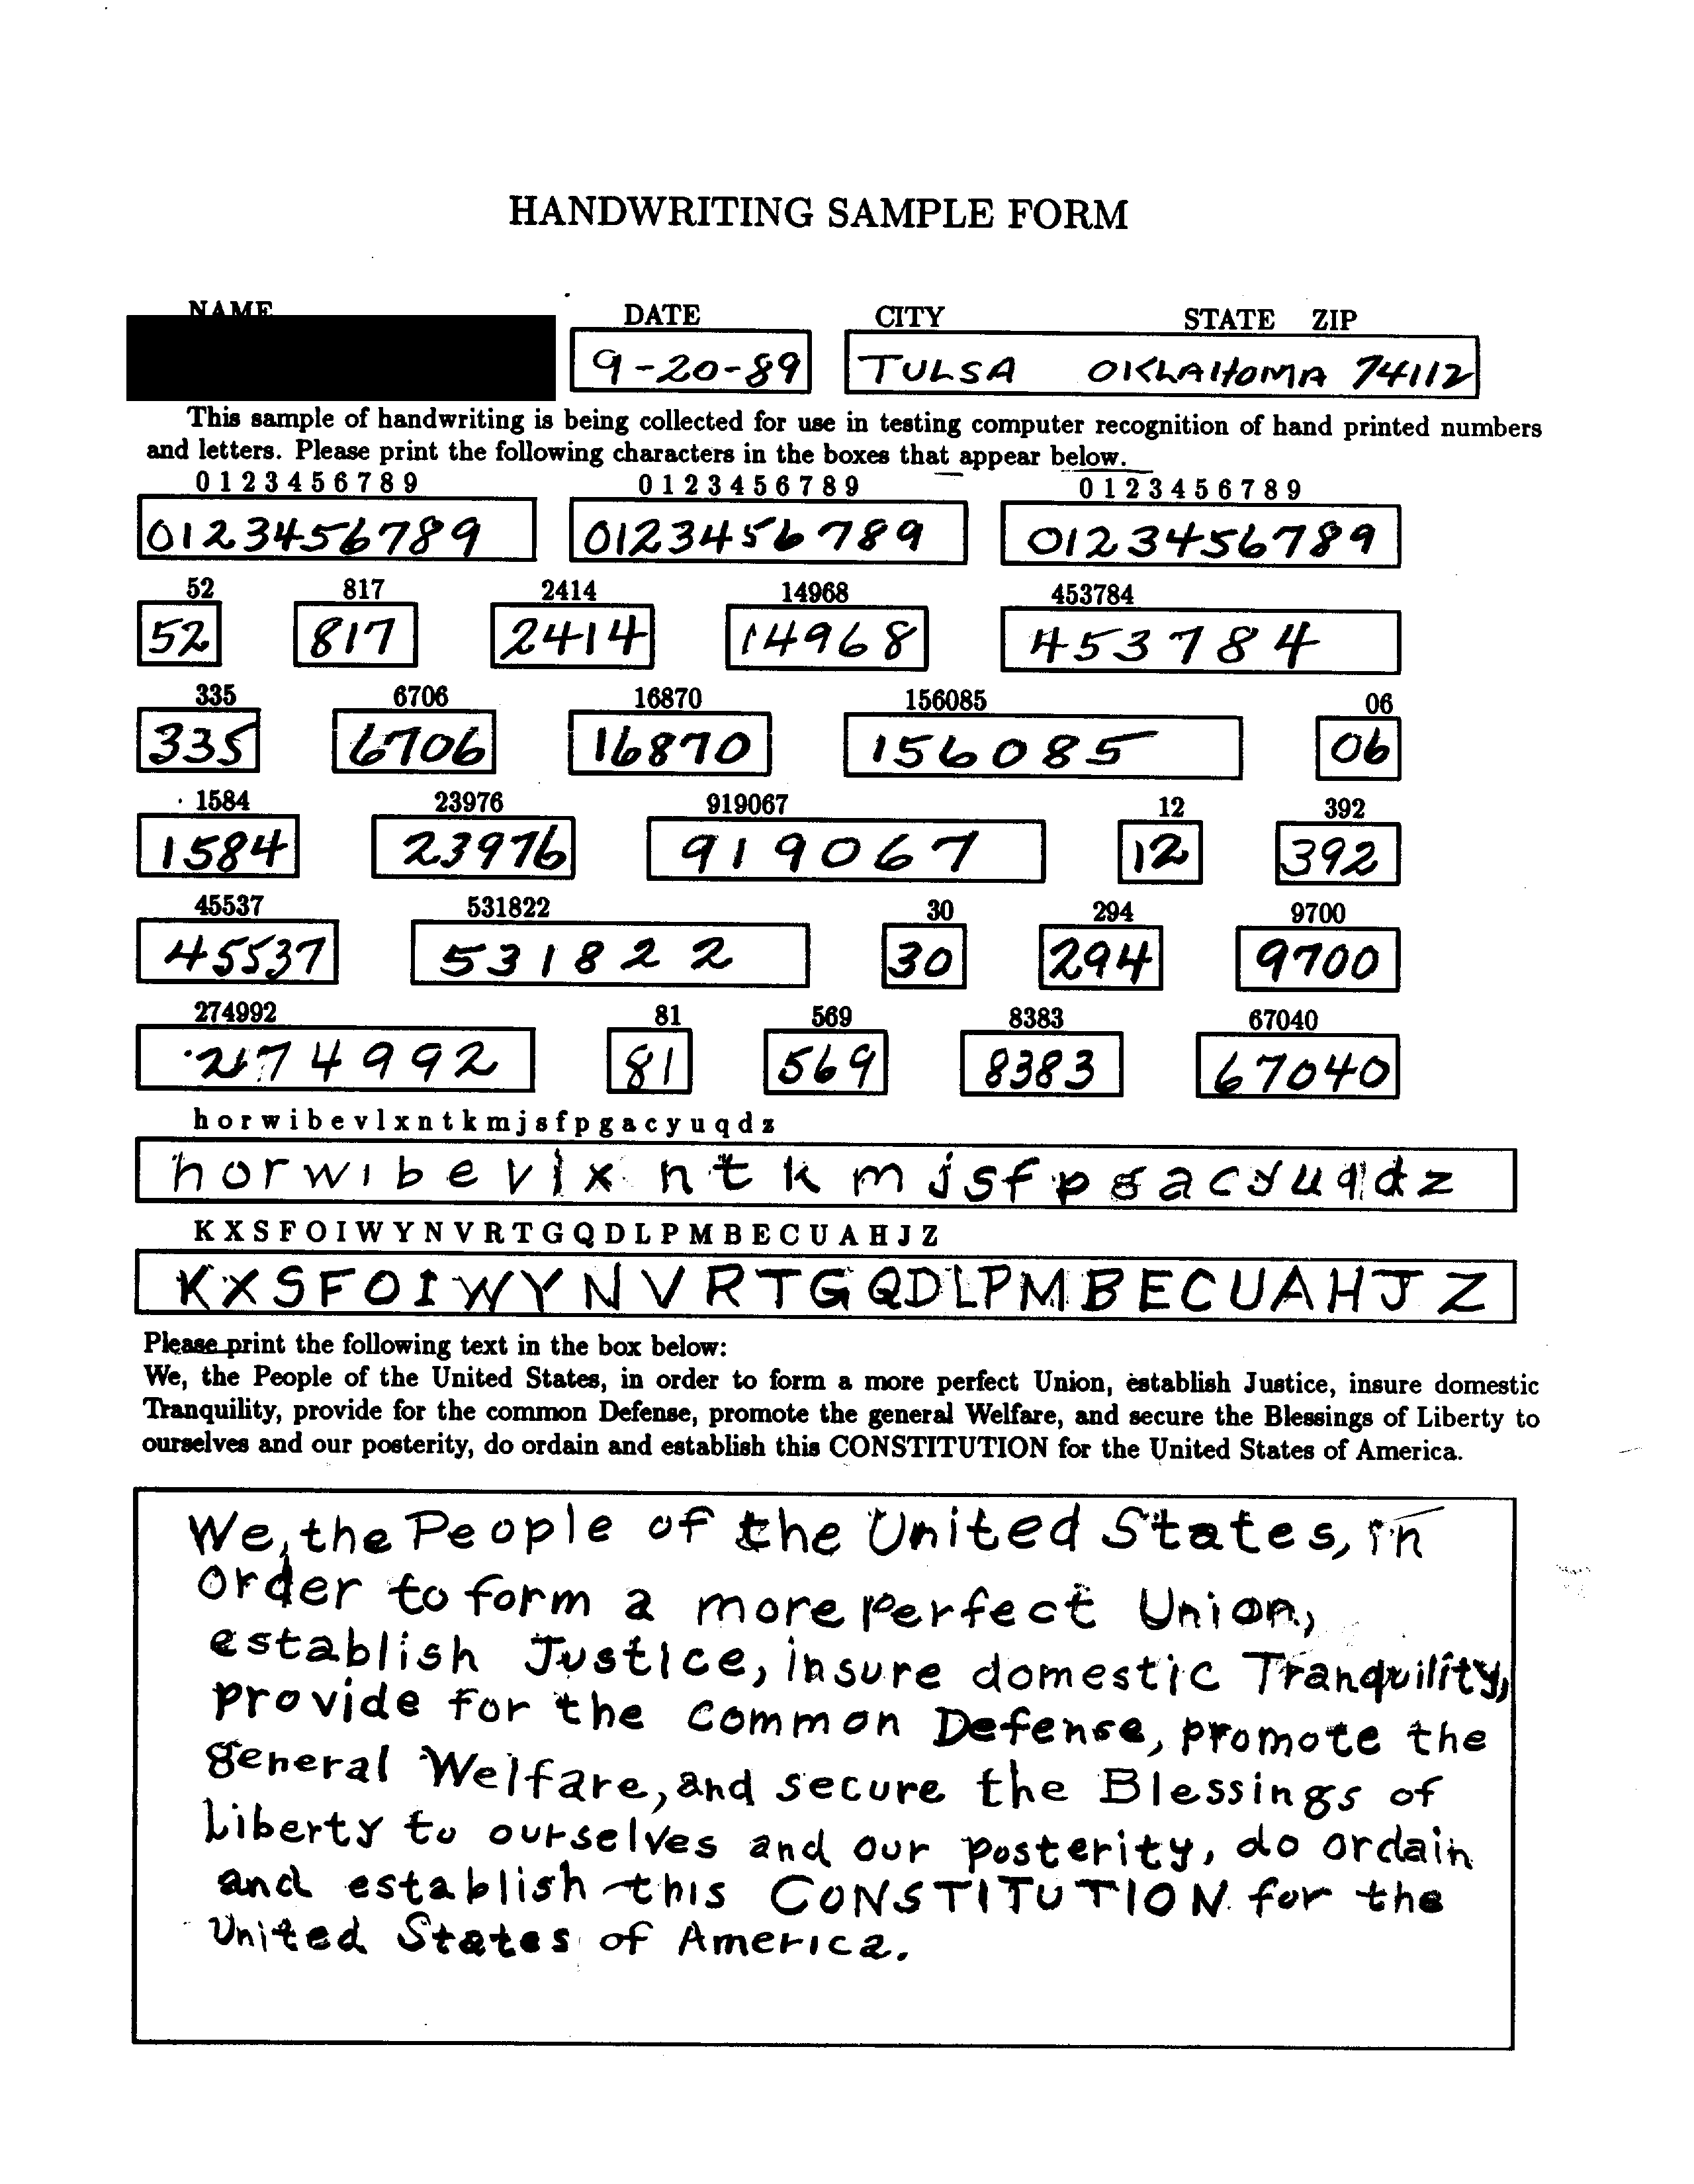 HANDWRITING SAMPLE FORM
NAME DATE CITY STATE ZIP
9-20-89 TULSA OKLAHOMA 74112
This sample of handwriting is being collected for use in testing computer recognition of hand printed numbers
and letters. Please print the following characters in the boxes that appear below.
0 1 2 3 4 5 6 7 8 9 0 1 2 3 4 5 6 7 8 9 0 1 2 3 4 5 6 7 8 9
0123456789 0123456789 0123456789
52 817 2414 14968 453784
52 817 2414 14968 453784
335 6706 16870 156085 06
335 6706 16870 156085 06
1584 23976 919067 12 392
1584 23976 919067 12 392
45537 531822 30 294 9700
45537 531822 30 294 9700
274992 81 569 8383 67040
274992 81 569 8383 67040
h o r w i b e v l x n t k m j s f p g a c y u q d z
h o r w i b e v l x n t k m j s f p g a c y u q d z
K X S F O I W Y N V R T G Q D L P M B E C U A H J Z
K X S F O I W Y N V R T G Q D L P M B E C U A H J Z
Please print the following text in the box below:
We, the People of the United States, in order to form a more perfect Union, establish Justice, insure domestic
Tranquility, provide for the common Defense, promote the general Welfare, and secure the Blessings of Liberty to
ourselves and our posterity, do ordain and establish this CONSTITUTION for the United States of America.
We, the People of the United States, in
order to form a more perfect Union,
establish Justice, insure domestic Tranquility,
provide for the common Defense, promote the
general Welfare, and secure the Blessings of
Liberty to ourselves and our posterity, do ordain
and establish this CONSTITUTION for the
United States of America.